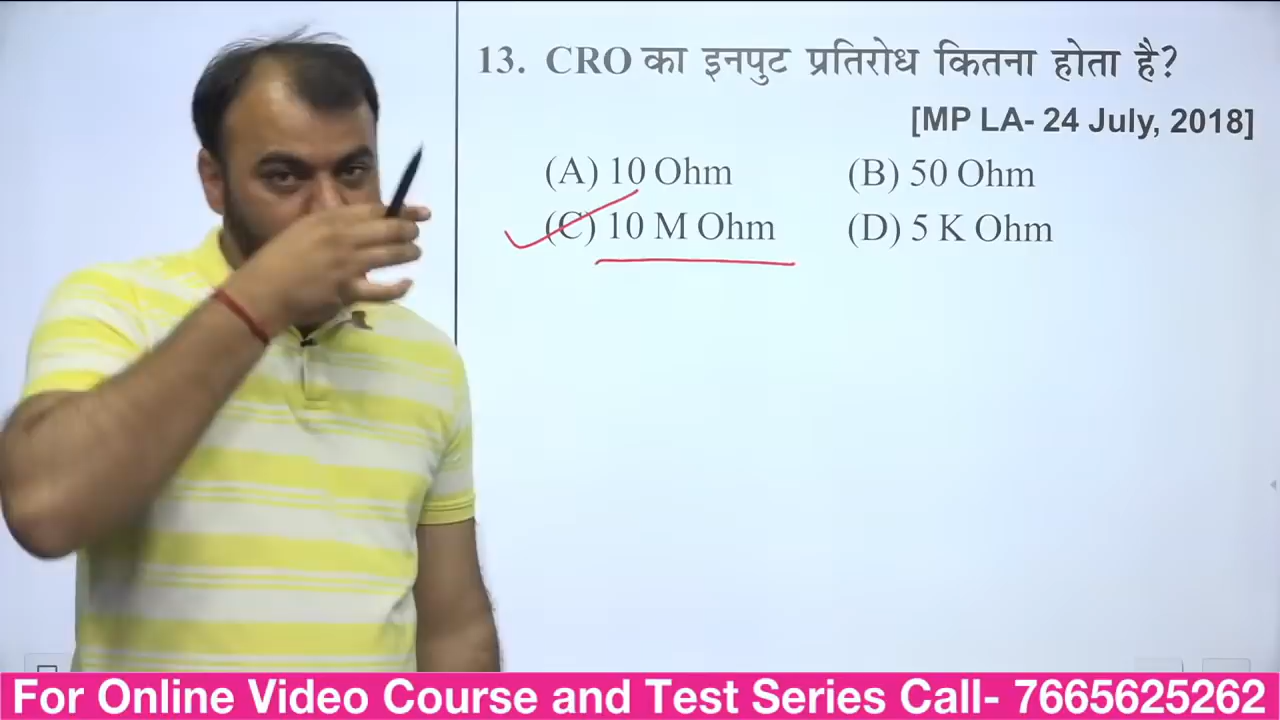 13. CRO का इनपुट प्रतिरोध कितना होता है?
[MP LA- 24 July, 2018]
(A) 10 Ohm (B) 50 Ohm
(C) 10 M Ohm (D) 5 K Ohm
For Online Video Course and Test Series Call- 7665625262